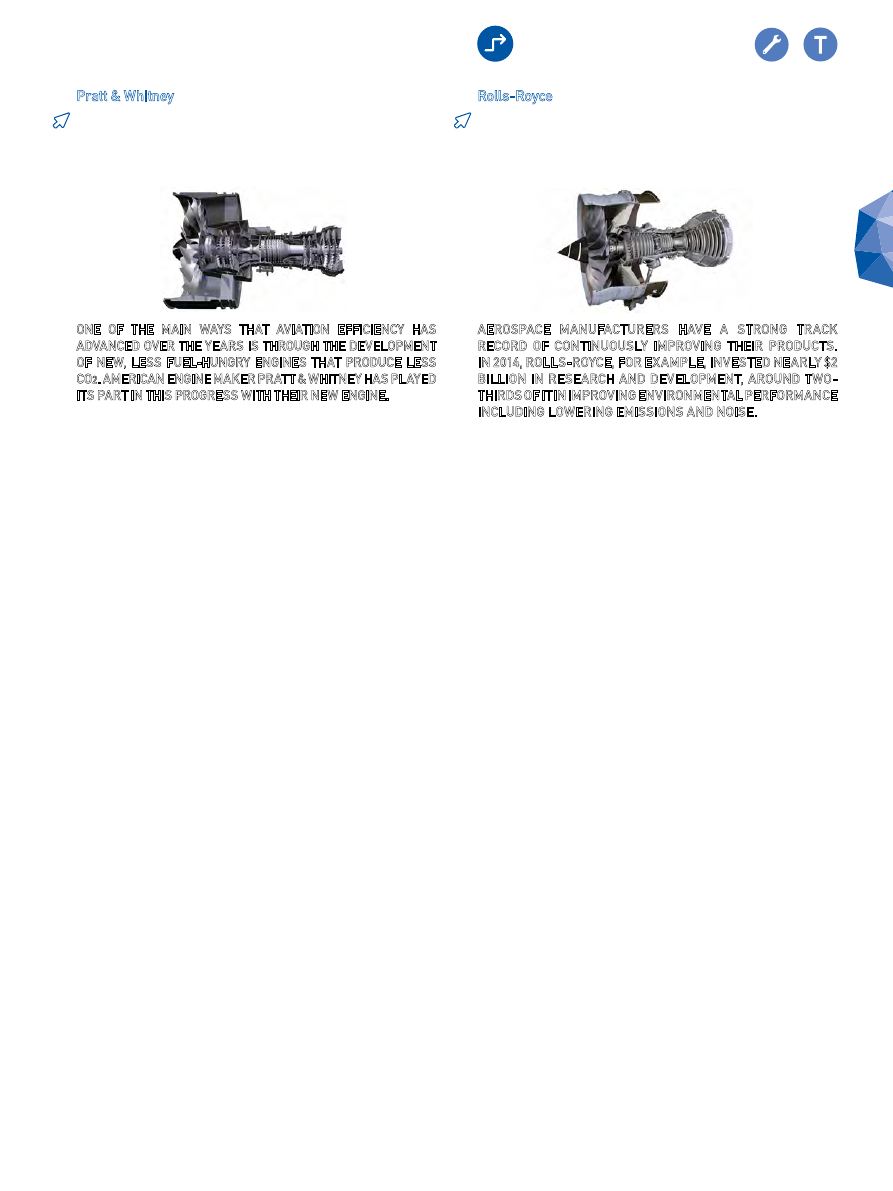 T
Pratt & Whitney
ONE OF THE MAIN WAYS THAT AVIATION EFFICIENCY HAS
ADVANCED OVER THE YEARS IS THROUGH THE DEVELOPMENT
OF NEW, LESS FUEL-HUNGRY ENGINES THAT PRODUCE LESS
CO2. AMERICAN ENGINE MAKER PRATT & WHITNEY HAS PLAYED
ITS PART IN THIS PROGRESS WITH THEIR NEW ENGINE.
Rolls-Royce
AEROSPACE MANUFACTURERS HAVE A STRONG TRACK
RECORD OF CONTINUOUSLY IMPROVING THEIR PRODUCTS.
IN 2014, ROLLS-ROYCE, FOR EXAMPLE, INVESTED NEARLY $2
BILLION IN RESEARCH AND DEVELOPMENT, AROUND TWO-
THIRDS OF IT IN IMPROVING ENVIRONMENTAL PERFORMANCE
INCLUDING LOWERING EMISSIONS AND NOISE.